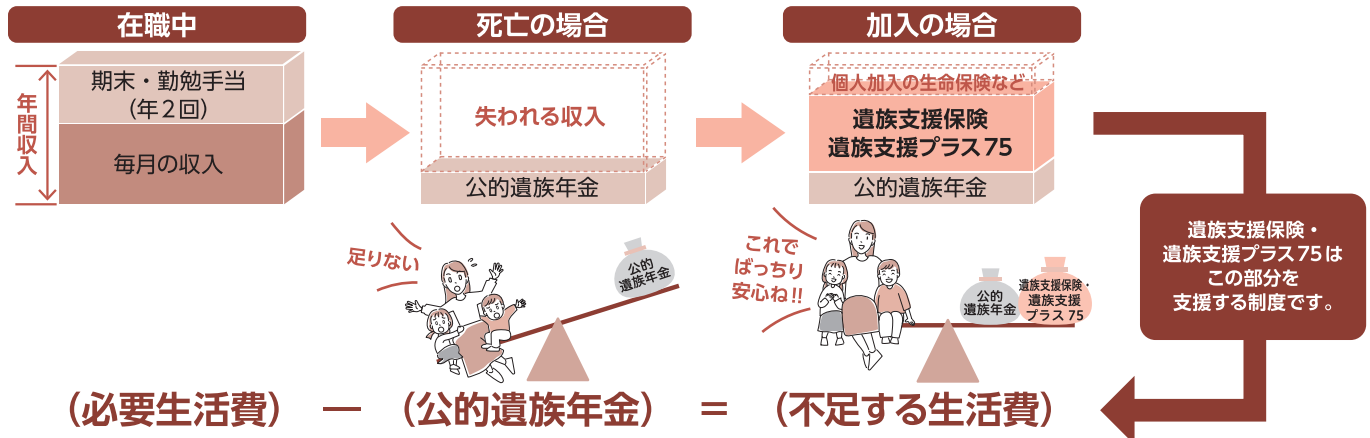 在職中
死亡の場合
加入の場合
年間収入
期末・勤勉手当
(年2回)
毎月の収入
失われる収入
公的遺族年金
個人加入の生命保険など
遺族支援保険
遺族支援プラス75
公的遺族年金
足りない
公的
遺族年金
これで
ばっちり
安心ね!!
公的
遺族年金
遺族支援保険・
遺族支援
プラス75
遺族支援保険・
遺族支援プラス75は
この部分を
支援する制度です。
(必要生活費) ー (公的遺族年金) = (不足する生活費)